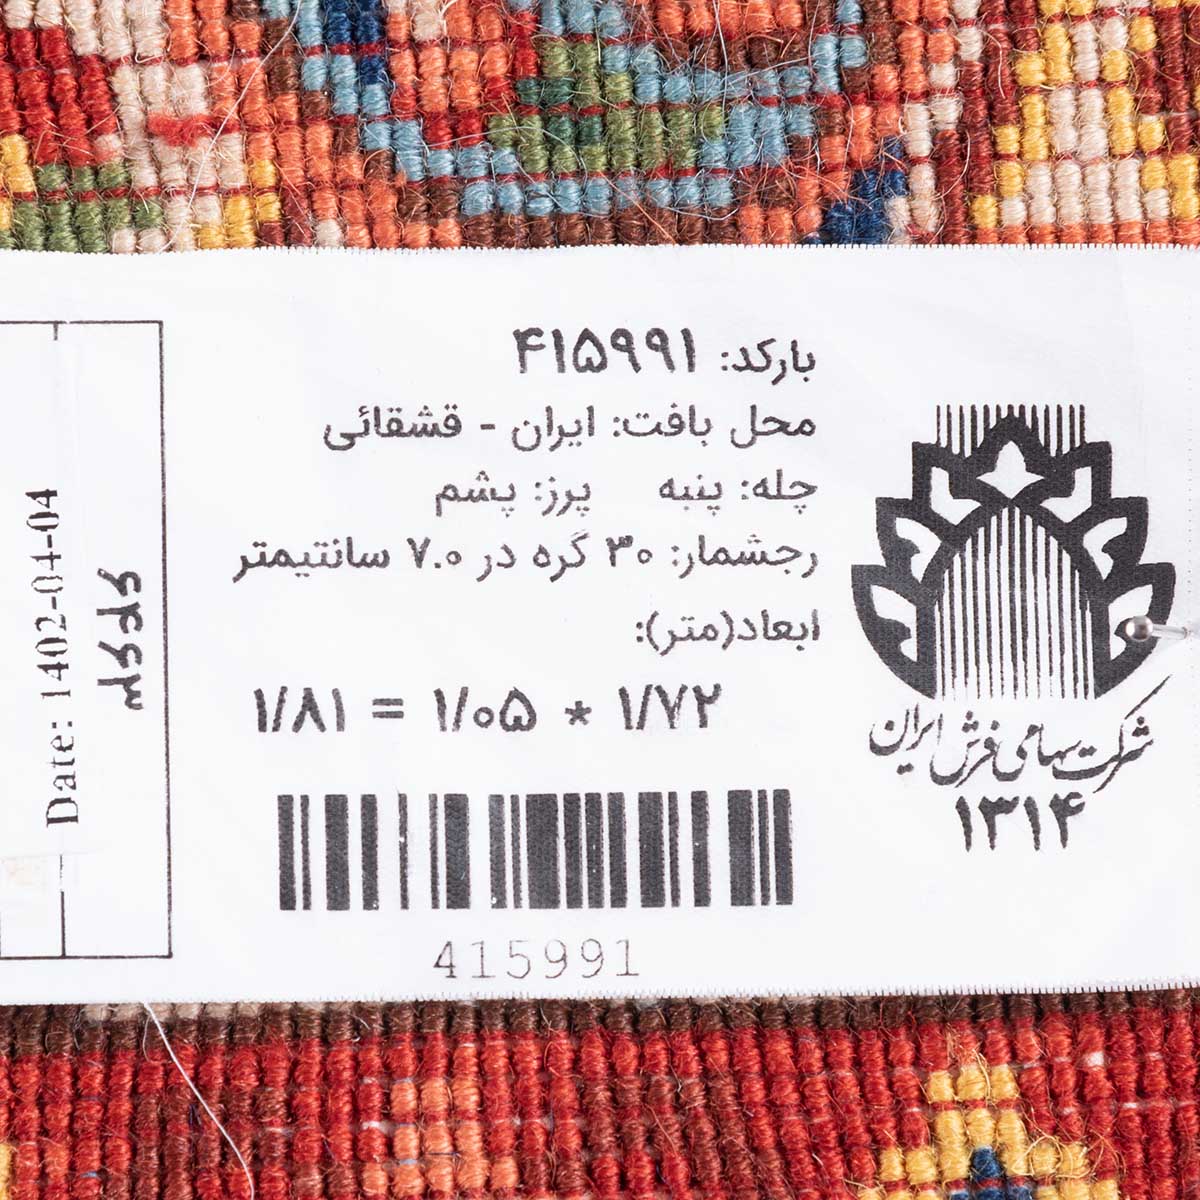 بارکد: ۴۱۵۹۹۱
محل بافت: ایران - قشقائی
چله: پنبه پرز: پشم
رجشمار: ۳۰ گره در ۷.۰ سانتیمتر
ابعاد(متر):
۱/۷۲ * ۱/۰۵ = ۱/۸۱
415991
شرکت سهامی فرش ایران
۱۳۱۴
۶۴۶۳
Date: 1402-04-04